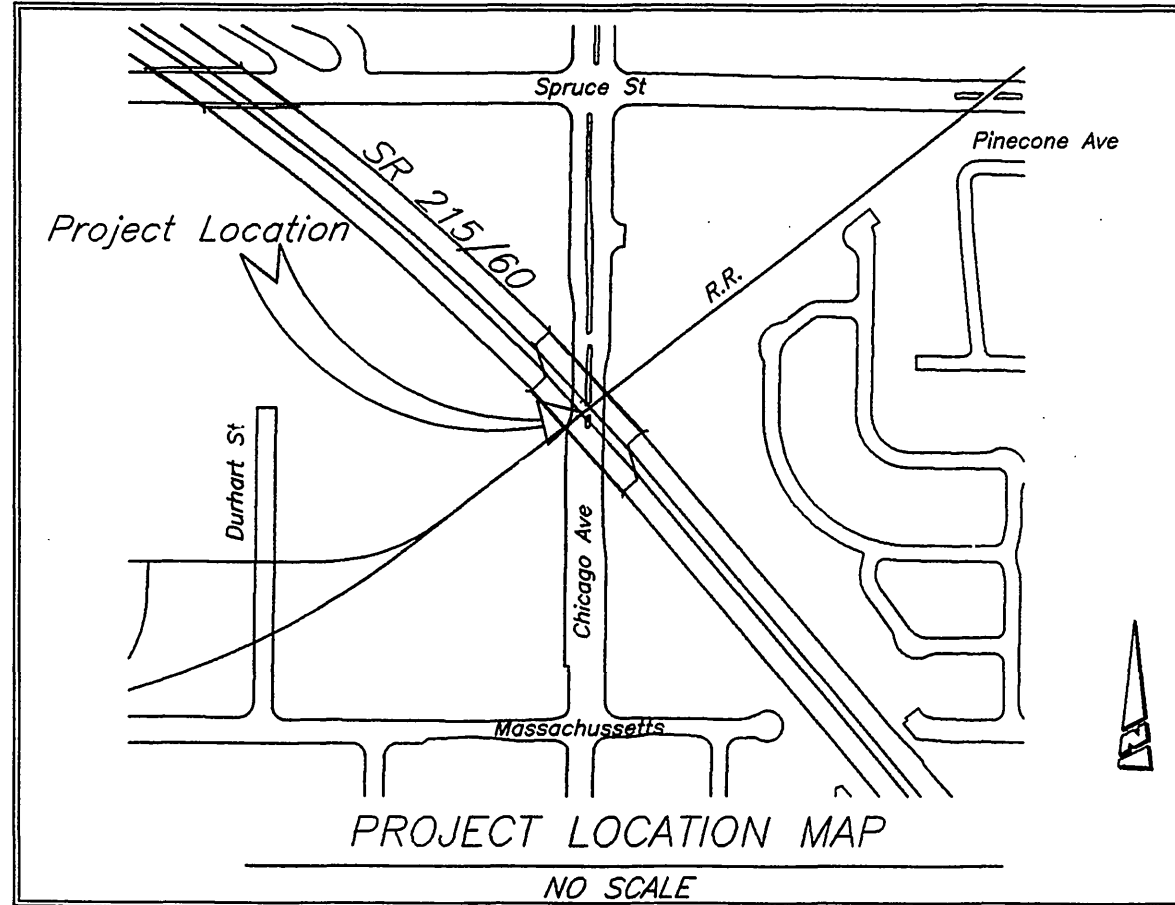 Spruce St
Pinecone Ave
SR 215/60
Project Location
R.R.
Durhart St
Chicago Ave
Massachussetts
N
PROJECT LOCATION MAP
NO SCALE